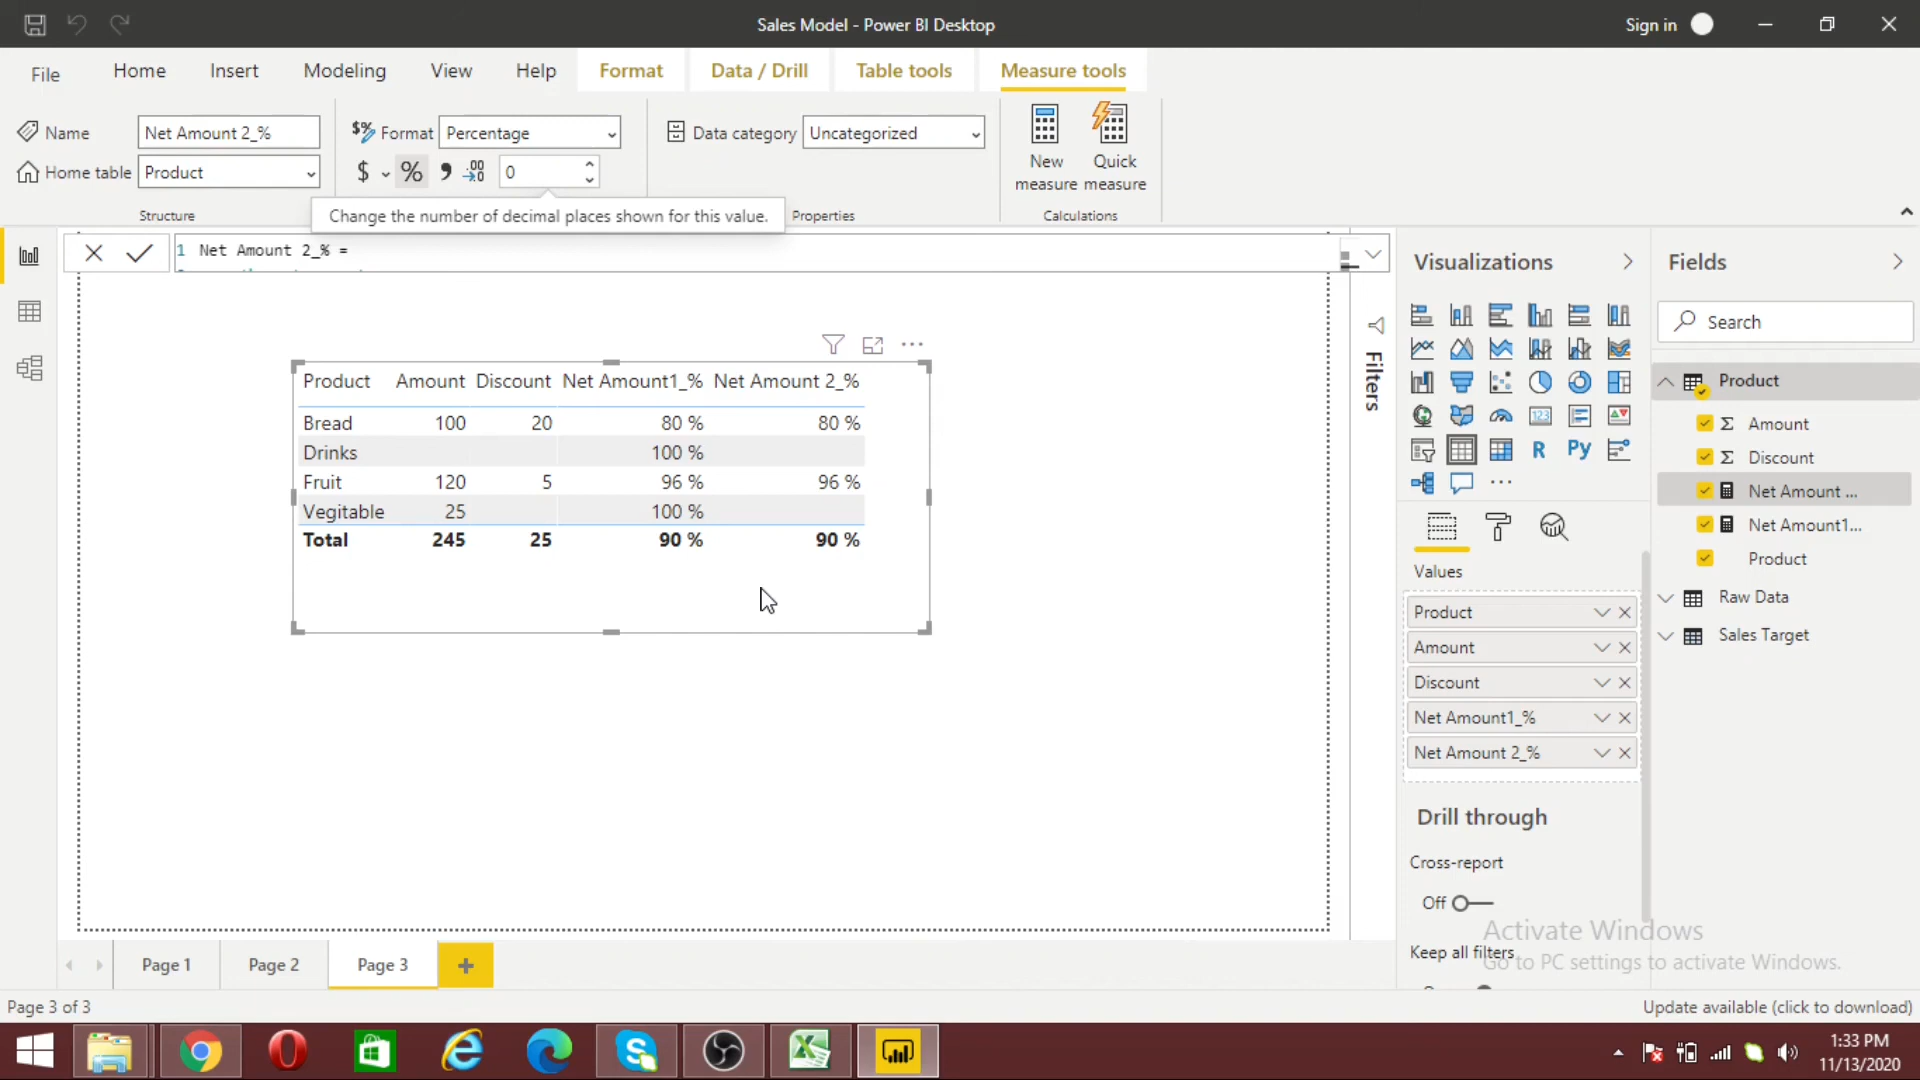 Sales Model - Power BI Desktop
Sign in
File
Home
Insert
Modeling
View
Help
Format
Data / Drill
Table tools
Measure tools
Name
Net Amount 2_%
Home table
Product
Structure
$% Format
Percentage
$ % 9 .00 0
Change the number of decimal places shown for this value.
Data category
Uncategorized
Properties
New measure
Quick measure
Calculations
1 Net Amount 2_% =
Product Amount Discount Net Amount1_% Net Amount 2_%
Bread 100 20 80 % 80 %
Drinks 100 %
Fruit 120 5 96 % 96 %
Vegitable 25 100 %
Total 245 25 90 % 90 %
Filters
Visualizations
R
Py
123
Values
Product
Amount
Discount
Net Amount1_%
Net Amount 2_%
Drill through
Cross-report
Off
Keep all filters
Fields
Search
Product
Amount
Discount
Net Amount ...
Net Amount1...
Product
Raw Data
Sales Target
Activate Windows
Go to PC settings to activate Windows.
Page 1
Page 2
Page 3
Page 3 of 3
Update available (click to download)
1:33 PM
11/13/2020